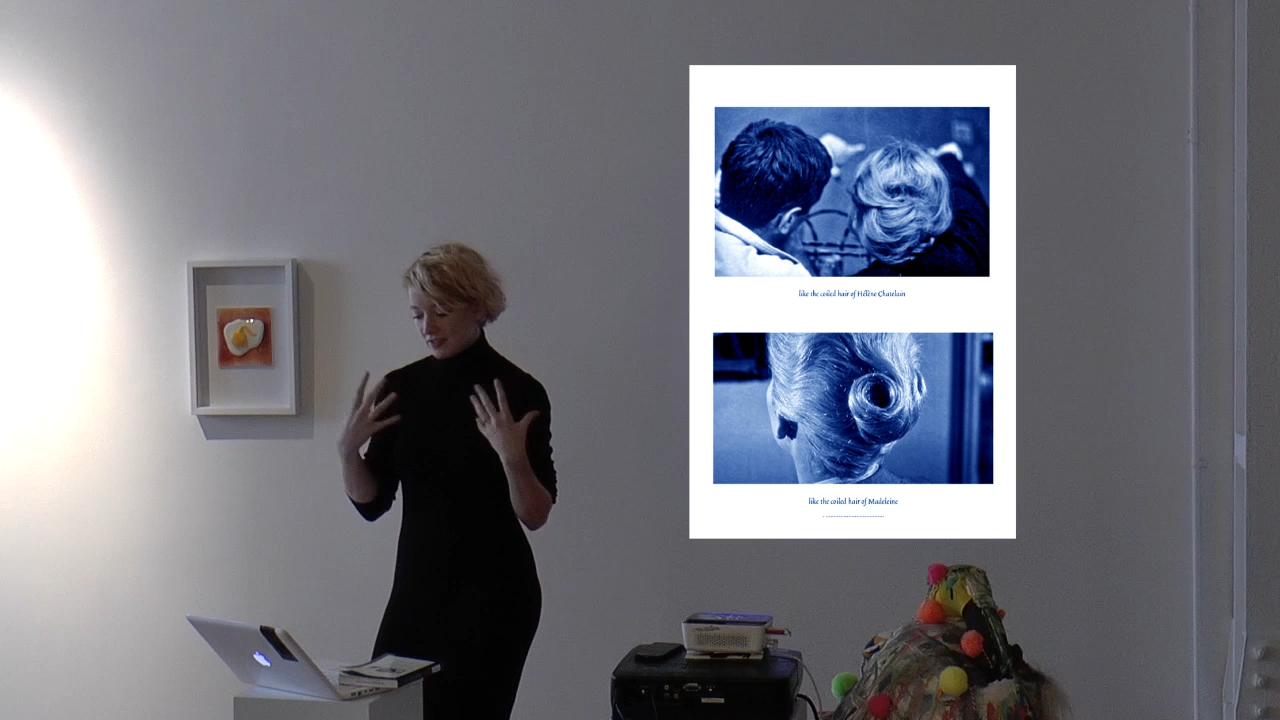 like the coiled hair of Hélène Chatelain
like the coiled hair of Madeleine